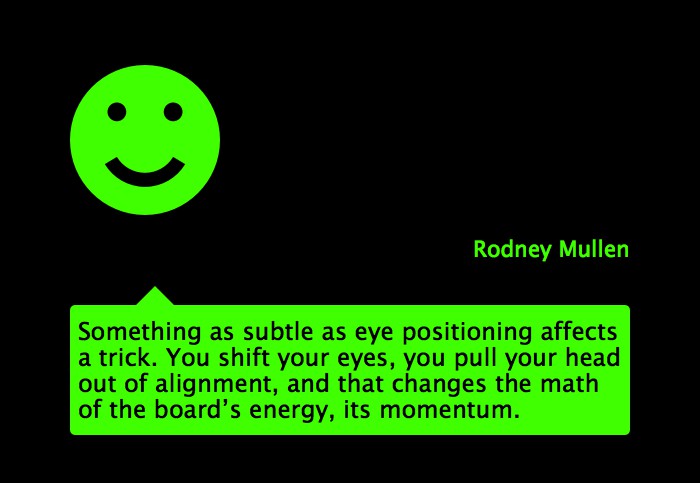 Rodney Mullen
Something as subtle as eye positioning affects
a trick. You shift your eyes, you pull your head
out of alignment, and that changes the math
of the board’s energy, its momentum.